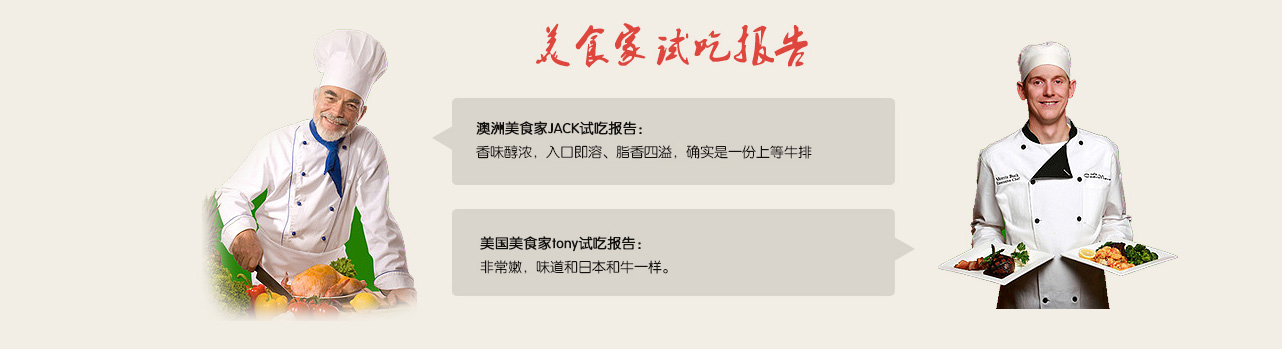 美食家试吃报告
澳洲美食家JACK试吃报告：
香味醇浓，入口即溶、脂香四溢，确实是一份上等牛排
美国美食家tony试吃报告：
非常嫩，味道和日本和牛一样。